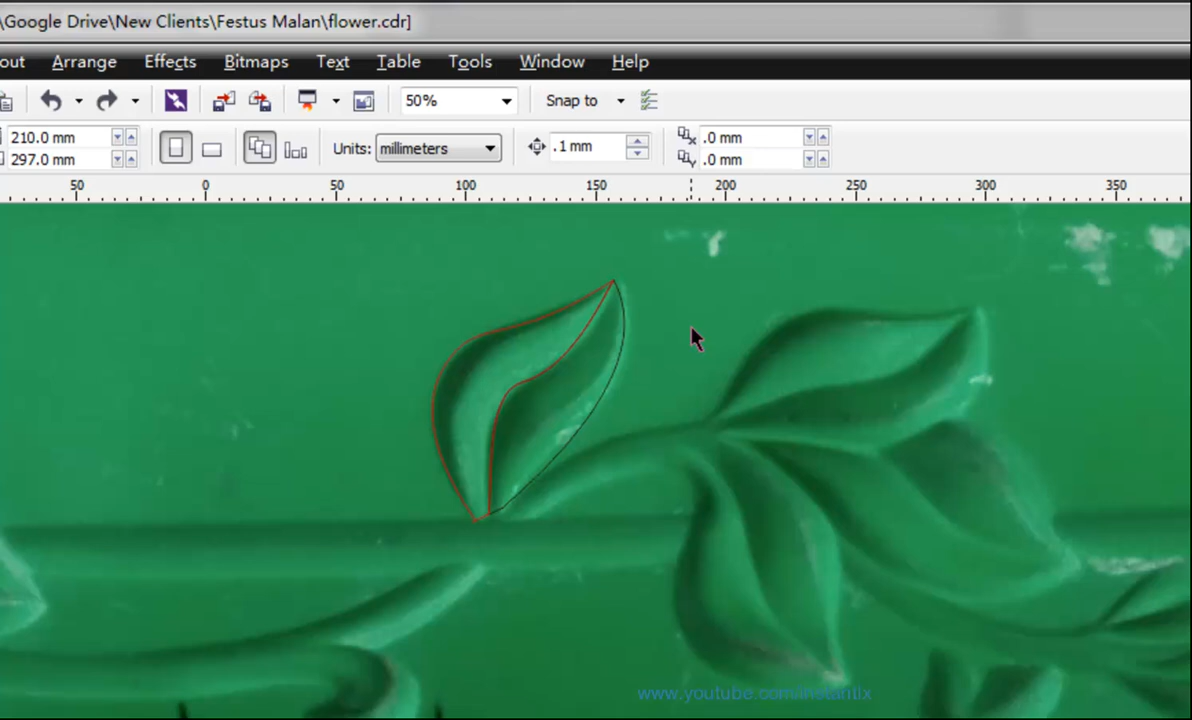 \Google Drive\New Clients\Festus Malan\flower.cdr]
out Arrange Effects Bitmaps Text Table Tools Window Help
50% Snap to
210.0 mm
297.0 mm
Units: millimeters .1 mm
.0 mm
.0 mm
50 0 50 100 150 200 250 300 350
www.youtube.com/instantlx